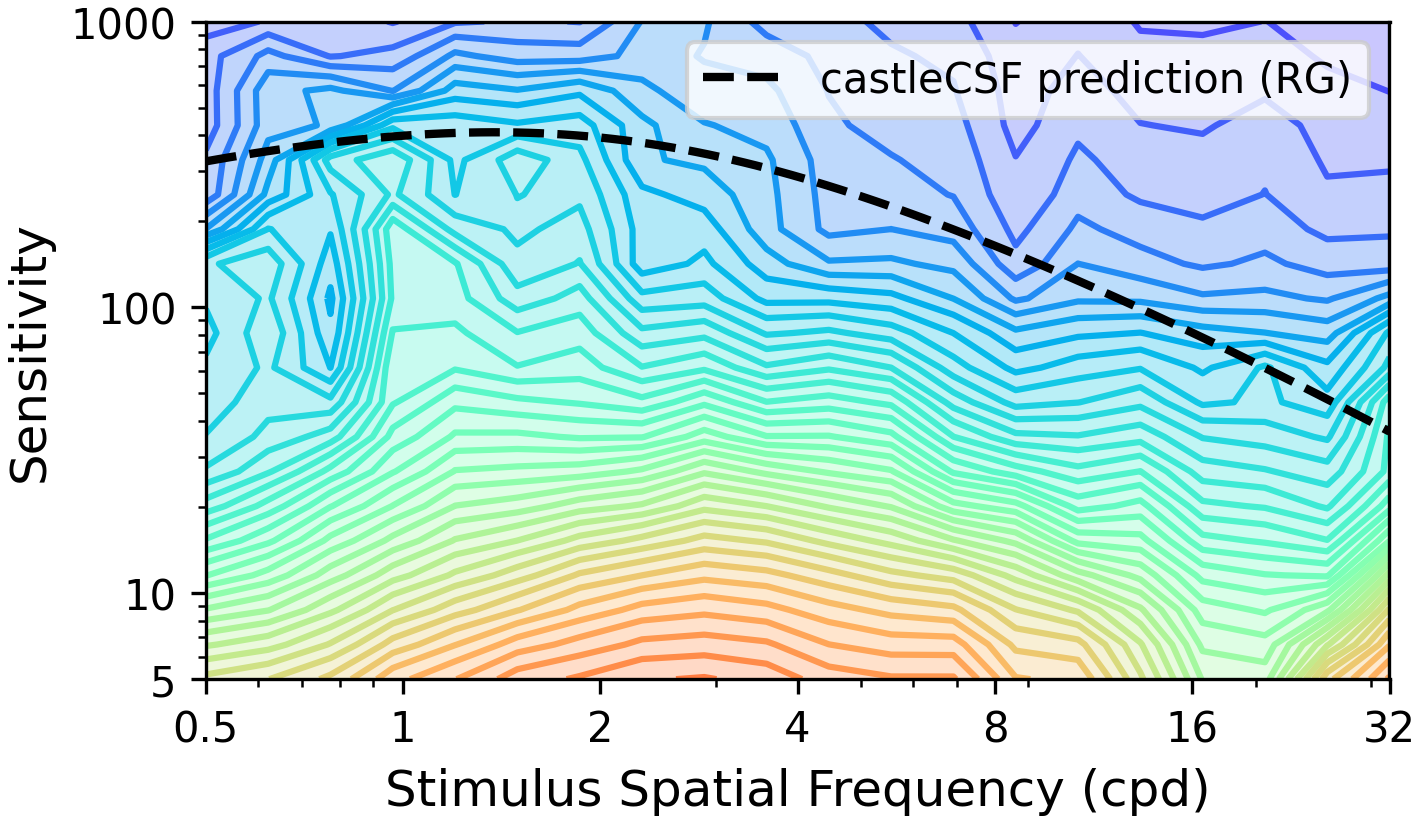 1000
100
10
5
Sensitivity
castleCSF prediction (RG)
0.5 1 2 4 8 16 32
Stimulus Spatial Frequency (cpd)